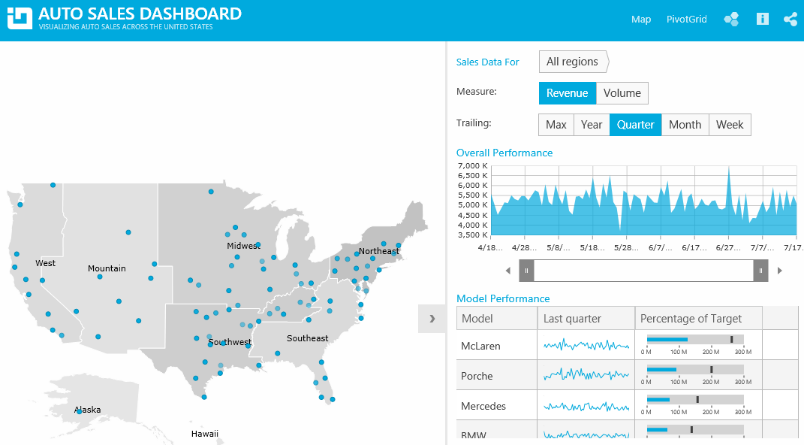 AUTO SALES DASHBOARD
VISUALIZING AUTO SALES ACROSS THE UNITED STATES
Map PivotGrid
Sales Data For All regions
Measure: Revenue Volume
Trailing: Max Year Quarter Month Week
Overall Performance
7,000 K
6,500 K
6,000 K
5,500 K
5,000 K
4,500 K
4,000 K
3,500 K
4/18... 4/28... 5/8/... 5/18... 5/28... 6/7/... 6/17... 6/27... 7/7/... 7/17...
West
Mountain
Midwest
Northeast
Southwest
Southeast
Alaska
Hawaii
Model Performance
Model Last quarter Percentage of Target
McLaren
0 M 100 M 200 M 300 M
Porche
0 M 100 M 200 M 300 M
Mercedes
0 M 100 M 200 M 300 M
BMW